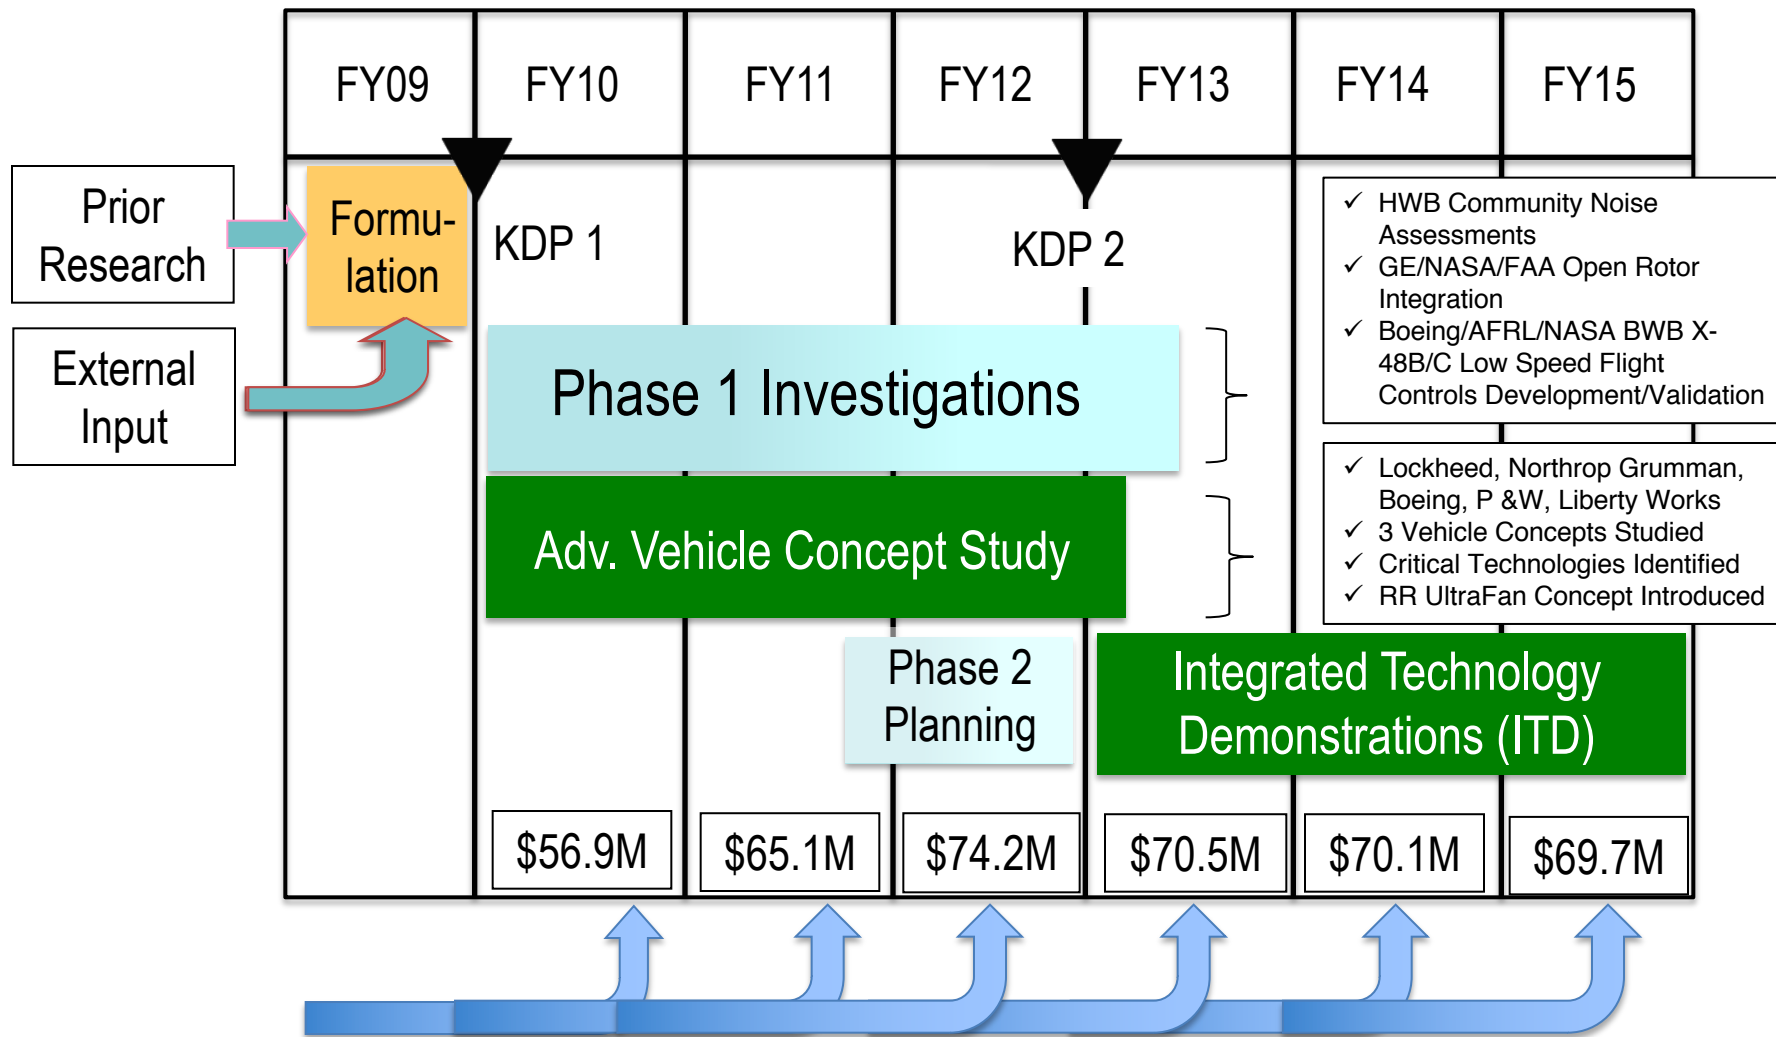 FY09 FY10 FY11 FY12 FY13 FY14 FY15
Prior
Research
External
Input
Formu-
lation
KDP 1
KDP 2
Phase 1 Investigations
✓ HWB Community Noise
Assessments
✓ GE/NASA/FAA Open Rotor
Integration
✓ Boeing/AFRL/NASA BWB X-
48B/C Low Speed Flight
Controls Development/Validation
Adv. Vehicle Concept Study
✓ Lockheed, Northrop Grumman,
Boeing, P &W, Liberty Works
✓ 3 Vehicle Concepts Studied
✓ Critical Technologies Identified
✓ RR UltraFan Concept Introduced
Phase 2
Planning
Integrated Technology
Demonstrations (ITD)
$56.9M $65.1M $74.2M $70.5M $70.1M $69.7M